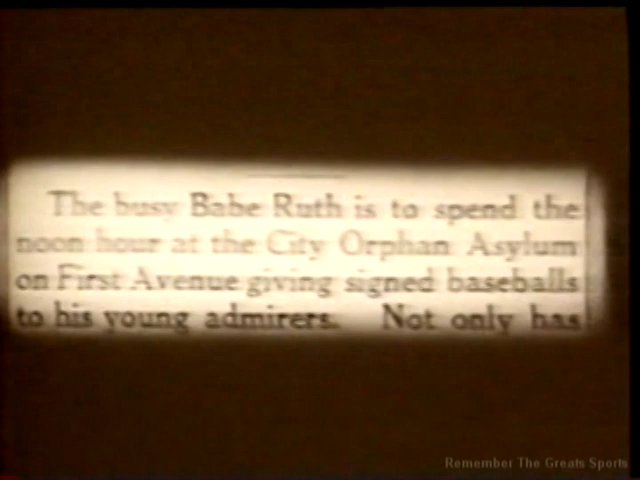 The busy Babe Ruth is to spend the
noon hour at the City Orphan Asylum
on First Avenue giving signed baseballs
to his young admirers. Not only has
Remember The Greats Sports